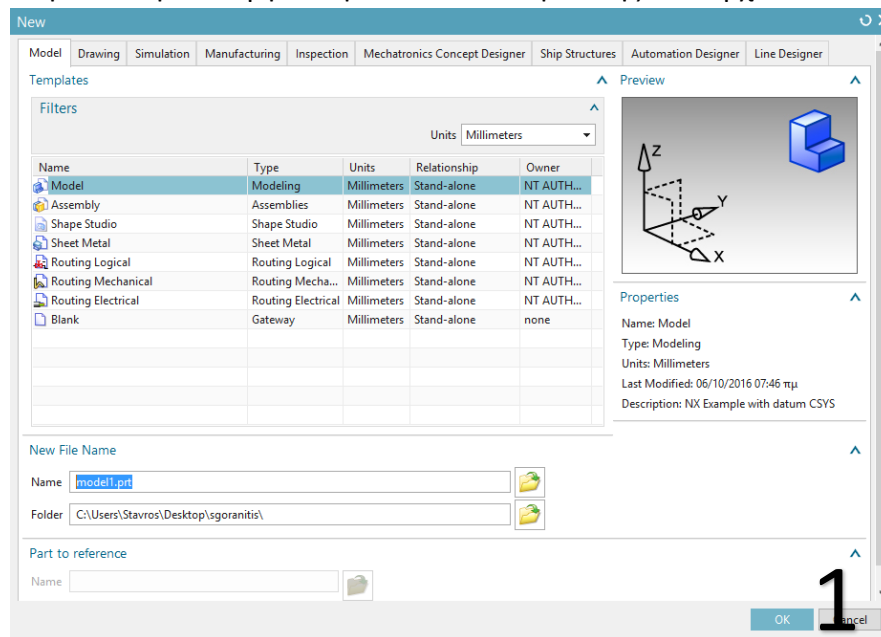 New
Model Drawing Simulation Manufacturing Inspection Mechatronics Concept Designer Ship Structures Automation Designer Line Designer
Templates
Filters
Units Millimeters
Name Type Units Relationship Owner
Model Modeling Millimeters Stand-alone NT AUTH...
Assembly Assemblies Millimeters Stand-alone NT AUTH...
Shape Studio Shape Studio Millimeters Stand-alone NT AUTH...
Sheet Metal Sheet Metal Millimeters Stand-alone NT AUTH...
Routing Logical Routing Logical Millimeters Stand-alone NT AUTH...
Routing Mechanical Routing Mecha... Millimeters Stand-alone NT AUTH...
Routing Electrical Routing Electrical Millimeters Stand-alone NT AUTH...
Blank Gateway Millimeters Stand-alone none
Preview
Z
Y
X
Properties
Name: Model
Type: Modeling
Units: Millimeters
Last Modified: 06/10/2016 07:46 πμ
Description: NX Example with datum CSYS
New File Name
Name model1.prt
Folder C:\Users\Stavros\Desktop\sgoranitis\
Part to reference
Name
1
OK Cancel